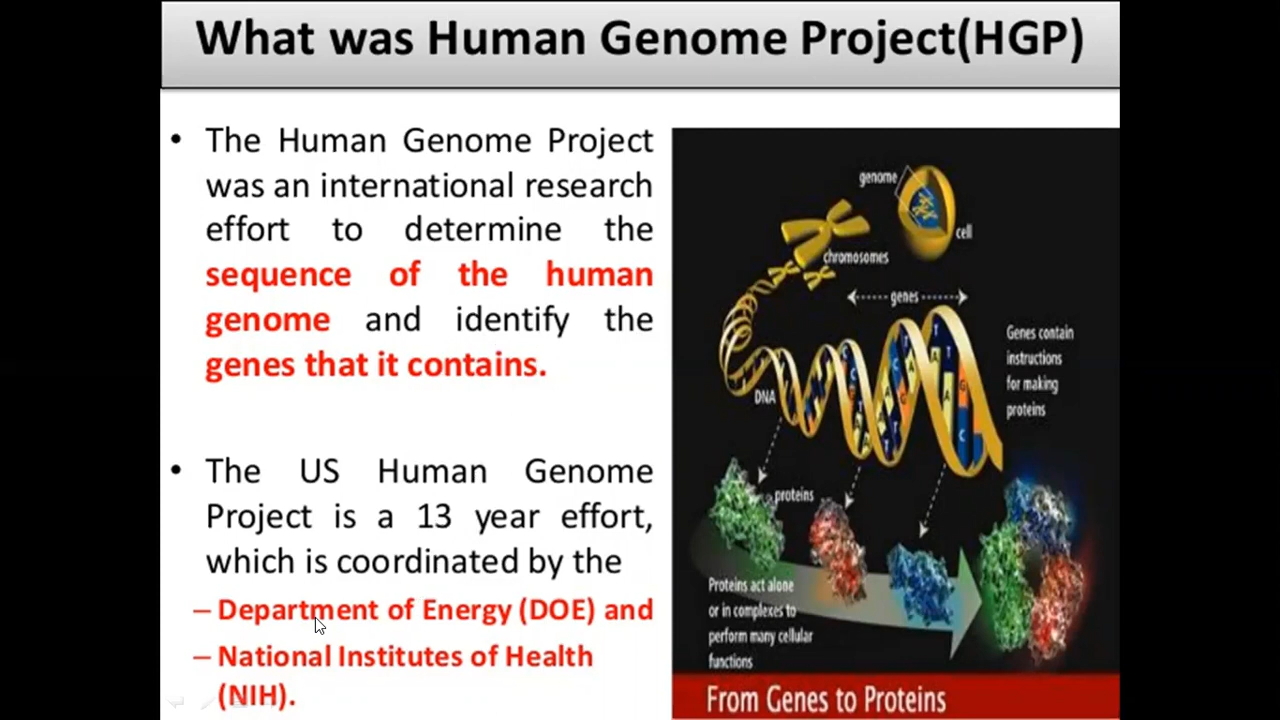 What was Human Genome Project(HGP)
• The Human Genome Project
was an international research
effort to determine the
sequence of the human
genome and identify the
genes that it contains.
• The US Human Genome
Project is a 13 year effort,
which is coordinated by the
– Department of Energy (DOE) and
– National Institutes of Health
(NIH).
genome
cell
chromosomes
genes
Genes contain
instructions
for making
proteins
DNA
T
T
A
T
A
G
C
C
C
T
A
A
C
G
A
T
proteins
Proteins act alone
or in complexes to
perform many cellular
functions
From Genes to Proteins